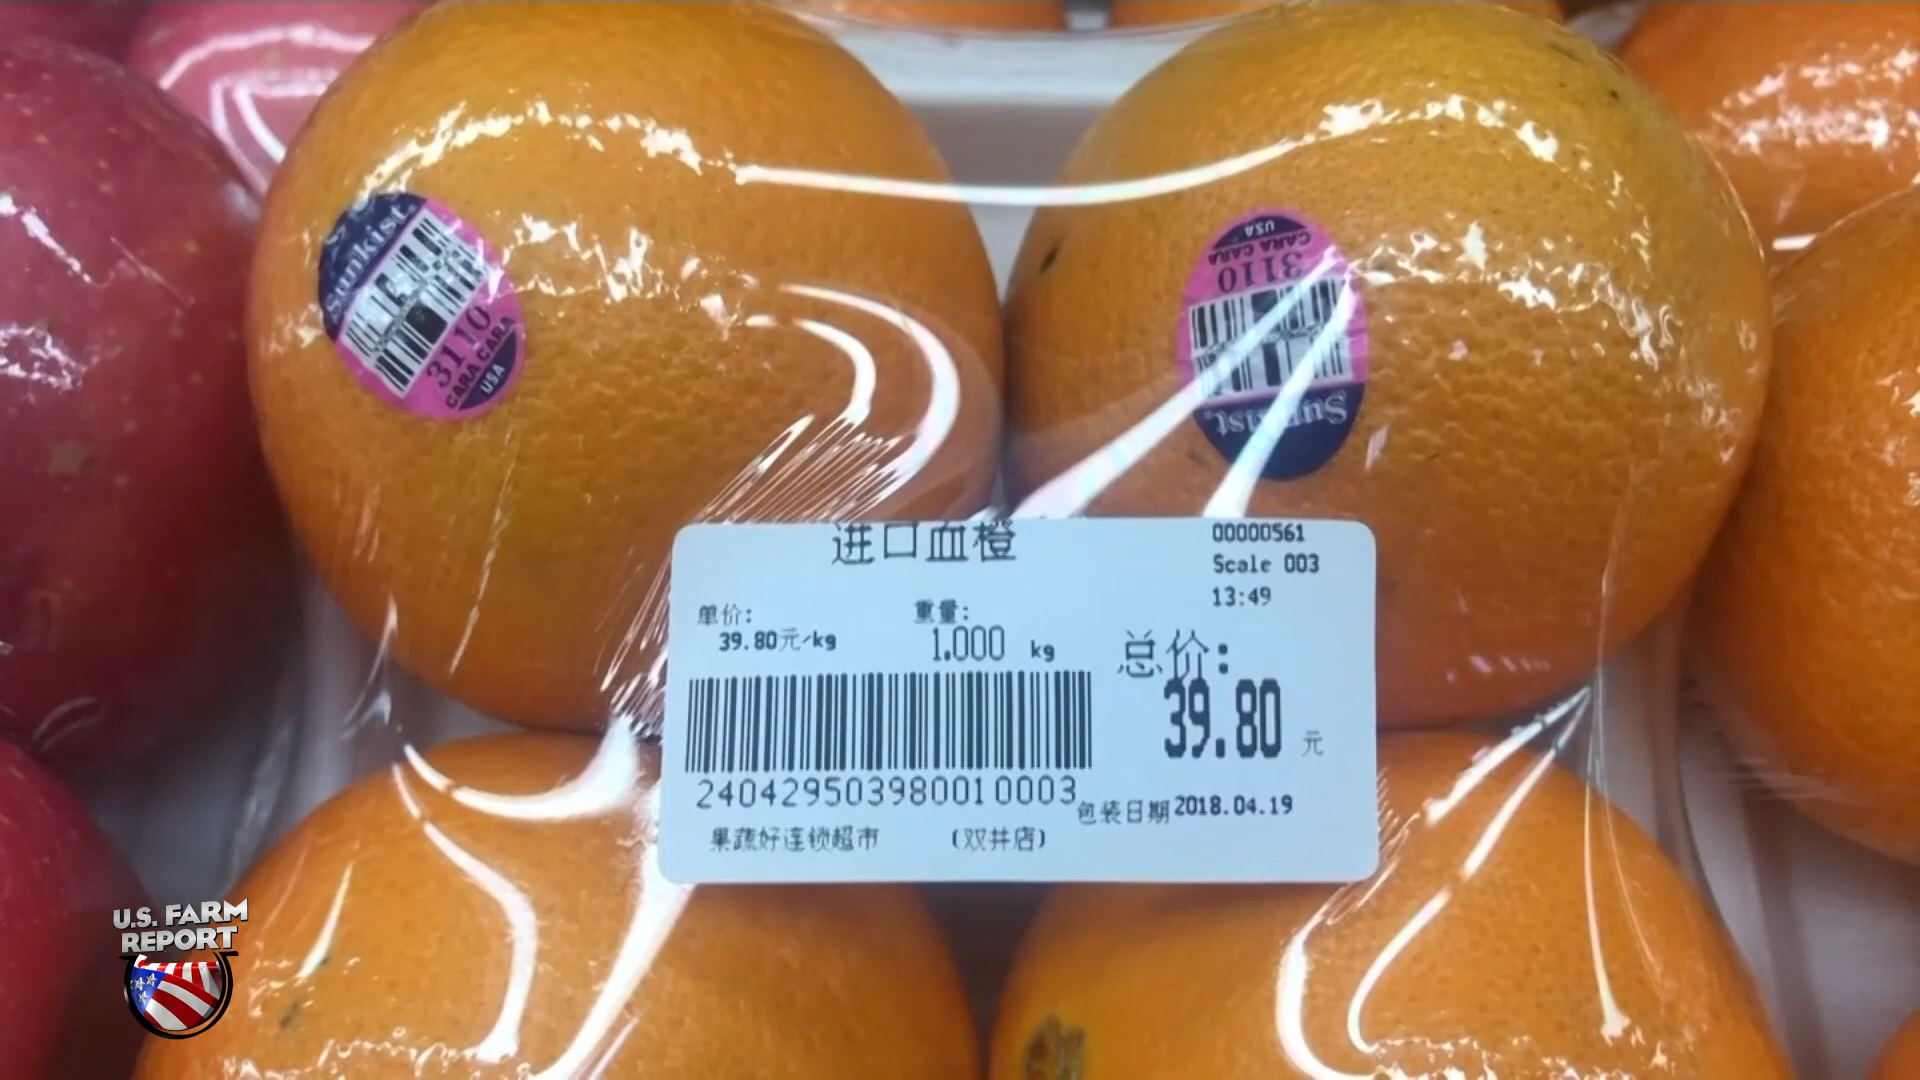 Sunkist.
3110
CARA CARA
USA
USA
CARA CARA
3110
Sunkist.
进口血橙
00000561
Scale 003
13:49
单价:
39.80元/kg
重量:
1.000 kg
总价:
39.80 元
240429503980010003
包装日期 2018.04.19
果蔬好连锁超市 (双井店)
U.S. FARM
REPORT